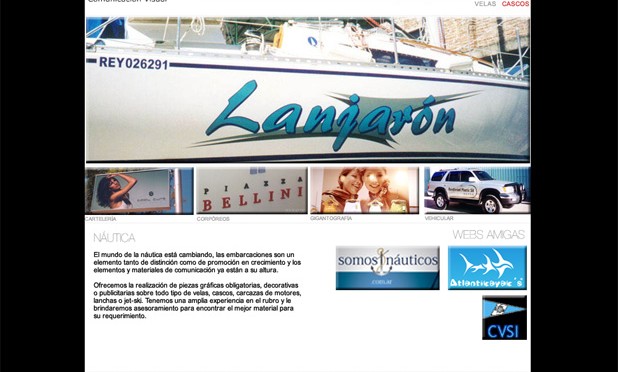 Comunicación Visual
VELAS CASCOS
REY026291
Lanjarón
PIAZZA
BELLINI
CARTELERÍA
CORPÓREOS
GIGANTOGRAFÍA
VEHICULAR
NÁUTICA
El mundo de la náutica está cambiando, las embarcaciones son un
elemento tanto de distinción como de promoción en crecimiento y los
elementos y materiales de comunicación ya están a su altura.
Ofrecemos la realización de piezas gráficas obligatorias, decorativas
o publicitarias sobre todo tipo de velas, cascos, carcazas de motores,
lanchas o jet-ski. Tenemos una amplia experiencia en el rubro y le
brindaremos asesoramiento para encontrar el mejor material para
su requerimiento.
WEBS AMIGAS
somos náuticos
CVSI